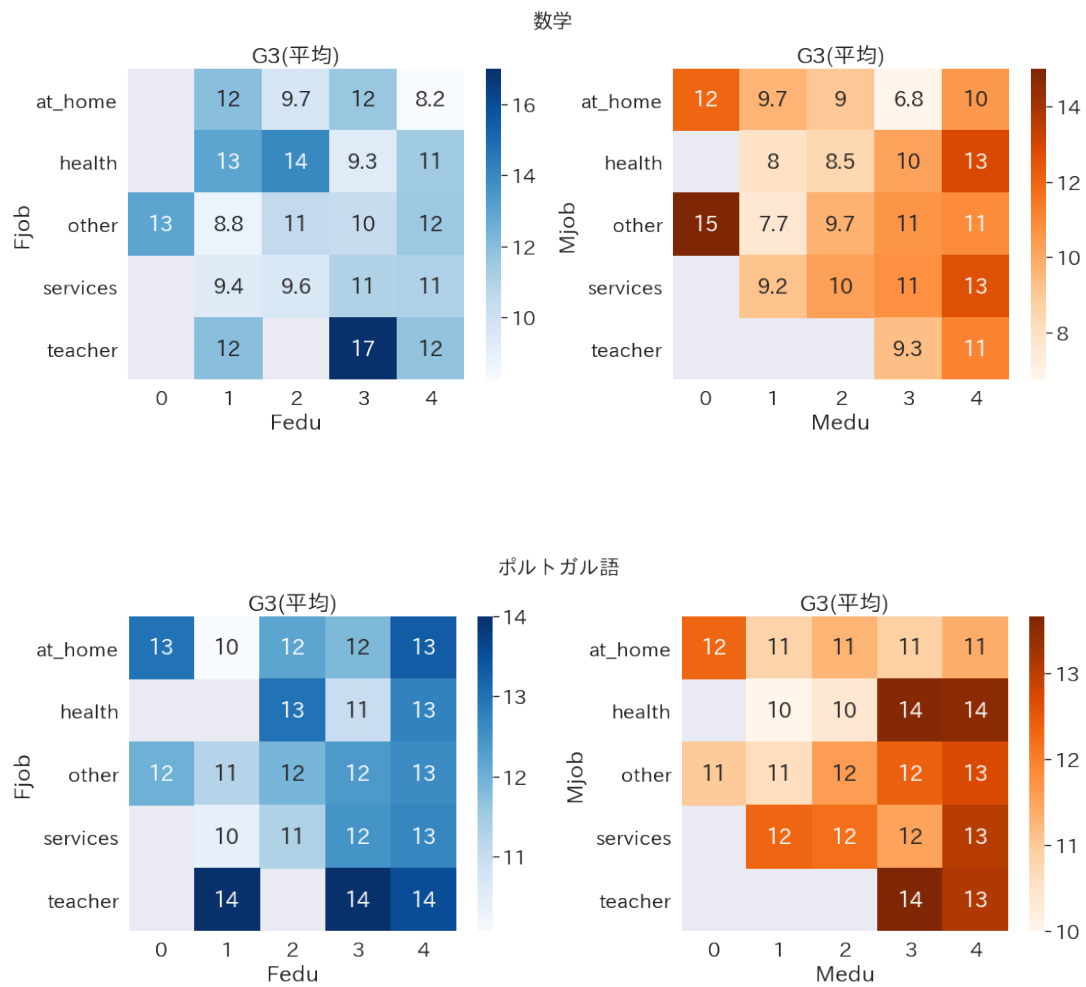 数学
G3(平均)
at_home 12 9.7 12 8.2
health 13 14 9.3 11
other 13 8.8 11 10 12
services 9.4 9.6 11 11
teacher 12 17 12
0 1 2 3 4
Fedu
Fjob
16
14
12
10
G3(平均)
at_home 12 9.7 9 6.8 10
health 8 8.5 10 13
other 15 7.7 9.7 11 11
services 9.2 10 11 13
teacher 9.3 11
0 1 2 3 4
Medu
Mjob
14
12
10
8
ポルトガル語
G3(平均)
at_home 13 10 12 12 13
health 13 11 13
other 12 11 12 12 13
services 10 11 12 13
teacher 14 14 14
0 1 2 3 4
Fedu
Fjob
14
13
12
11
G3(平均)
at_home 12 11 11 11 11
health 10 10 14 14
other 11 11 12 12 13
services 12 12 12 13
teacher 14 13
0 1 2 3 4
Medu
Mjob
13
12
11
10